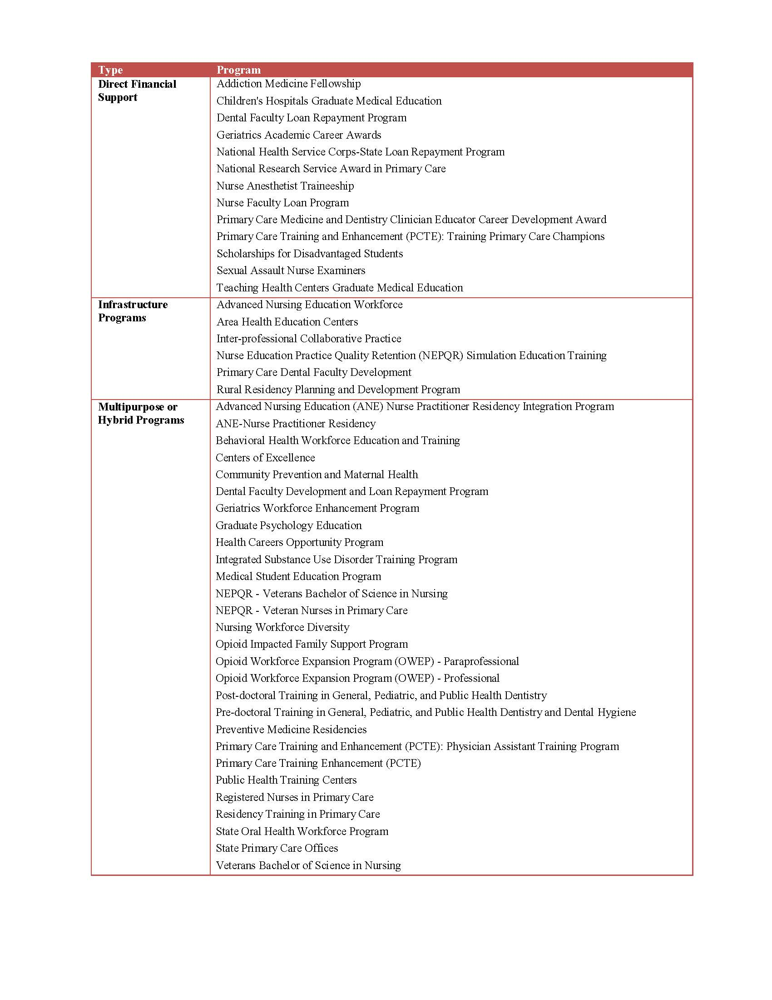 Type Program
Direct Financial Support
Addiction Medicine Fellowship
Children's Hospitals Graduate Medical Education
Dental Faculty Loan Repayment Program
Geriatrics Academic Career Awards
National Health Service Corps-State Loan Repayment Program
National Research Service Award in Primary Care
Nurse Anesthetist Traineeship
Nurse Faculty Loan Program
Primary Care Medicine and Dentistry Clinician Educator Career Development Award
Primary Care Training and Enhancement (PCTE): Training Primary Care Champions
Scholarships for Disadvantaged Students
Sexual Assault Nurse Examiners
Teaching Health Centers Graduate Medical Education
Infrastructure Programs
Advanced Nursing Education Workforce
Area Health Education Centers
Inter-professional Collaborative Practice
Nurse Education Practice Quality Retention (NEPQR) Simulation Education Training
Primary Care Dental Faculty Development
Rural Residency Planning and Development Program
Multipurpose or Hybrid Programs
Advanced Nursing Education (ANE) Nurse Practitioner Residency Integration Program
ANE-Nurse Practitioner Residency
Behavioral Health Workforce Education and Training
Centers of Excellence
Community Prevention and Maternal Health
Dental Faculty Development and Loan Repayment Program
Geriatrics Workforce Enhancement Program
Graduate Psychology Education
Health Careers Opportunity Program
Integrated Substance Use Disorder Training Program
Medical Student Education Program
NEPQR - Veterans Bachelor of Science in Nursing
NEPQR - Veteran Nurses in Primary Care
Nursing Workforce Diversity
Opioid Impacted Family Support Program
Opioid Workforce Expansion Program (OWEP) - Paraprofessional
Opioid Workforce Expansion Program (OWEP) - Professional
Post-doctoral Training in General, Pediatric, and Public Health Dentistry
Pre-doctoral Training in General, Pediatric, and Public Health Dentistry and Dental Hygiene
Preventive Medicine Residencies
Primary Care Training and Enhancement (PCTE): Physician Assistant Training Program
Primary Care Training Enhancement (PCTE)
Public Health Training Centers
Registered Nurses in Primary Care
Residency Training in Primary Care
State Oral Health Workforce Program
State Primary Care Offices
Veterans Bachelor of Science in Nursing